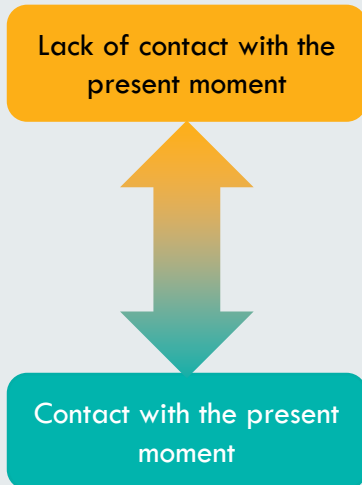 Lack of contact with the
present moment
Contact with the present
moment